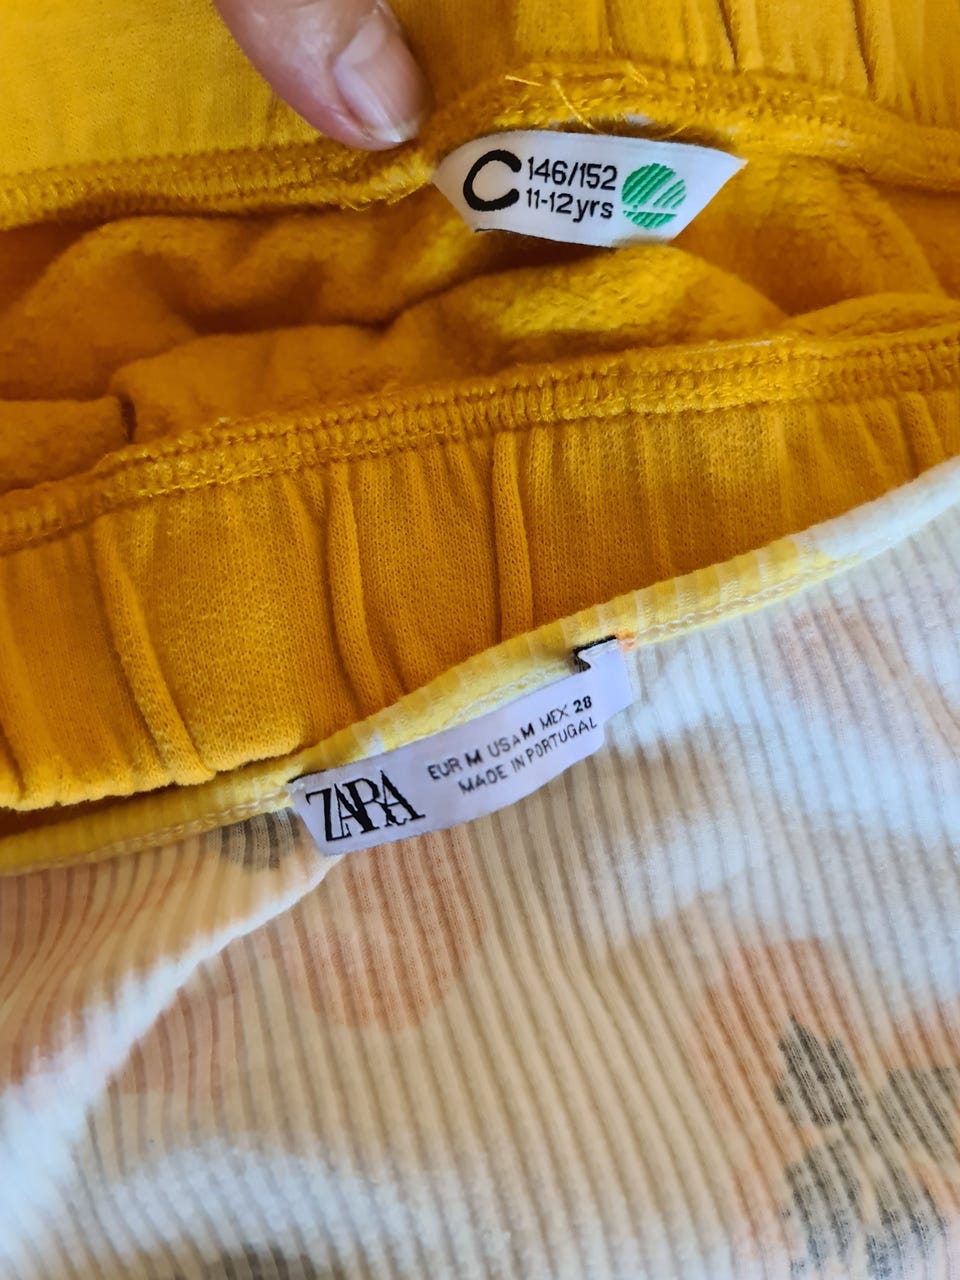 C 146/152
11-12yrs
ZARA
EUR M USA M MEX 28
MADE IN PORTUGAL